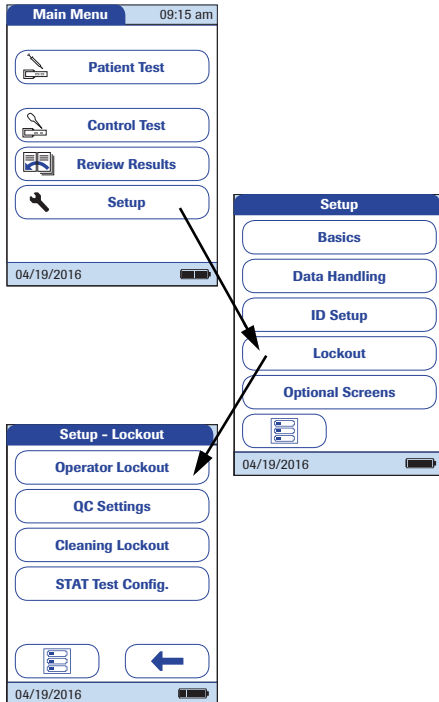 Main Menu 09:15 am
Patient Test
Control Test
Review Results
Setup
04/19/2016
Setup
Basics
Data Handling
ID Setup
Lockout
Optional Screens
04/19/2016
Setup - Lockout
Operator Lockout
QC Settings
Cleaning Lockout
STAT Test Config.
04/19/2016